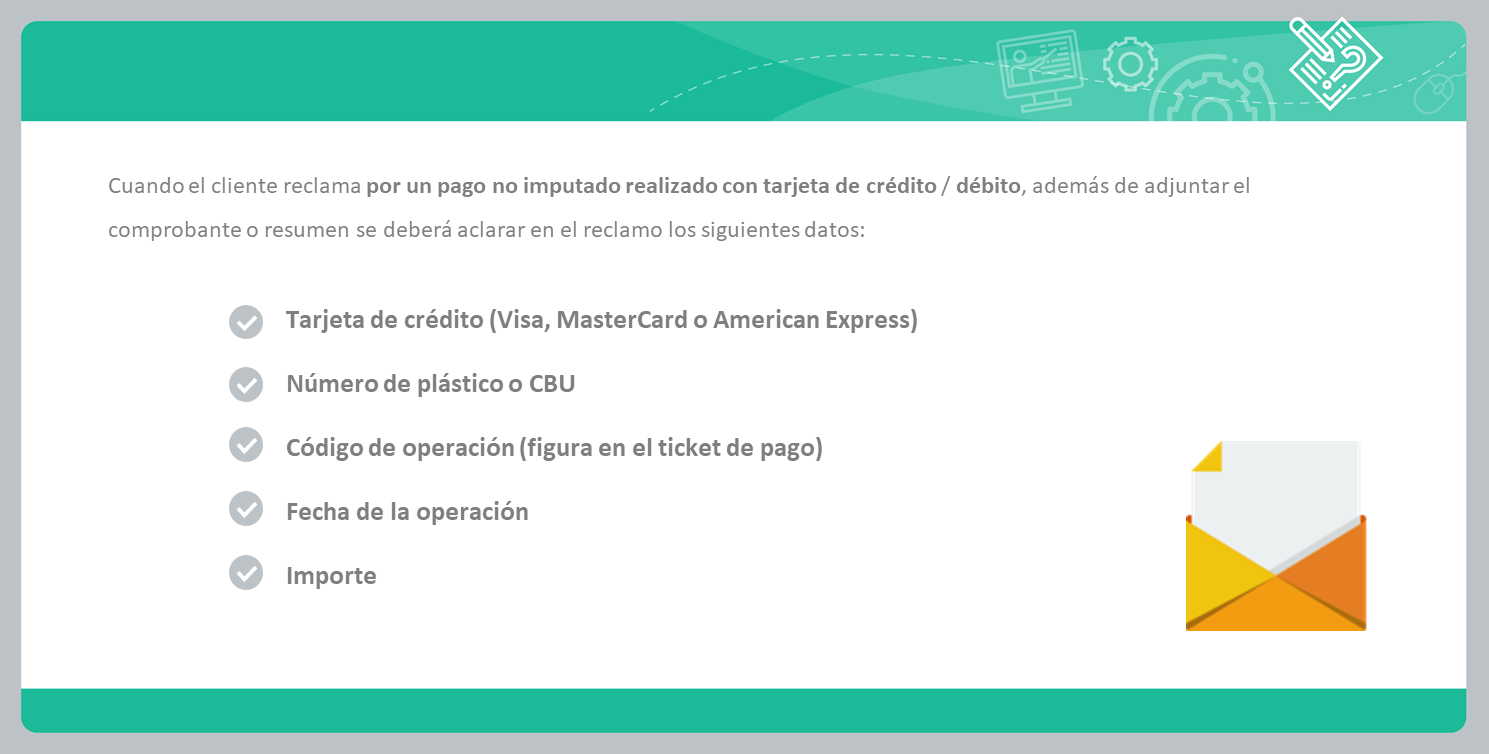 Cuando el cliente reclama por un pago no imputado realizado con tarjeta de crédito / débito, además de adjuntar el
comprobante o resumen se deberá aclarar en el reclamo los siguientes datos:
Tarjeta de crédito (Visa, MasterCard o American Express)
Número de plástico o CBU
Código de operación (figura en el ticket de pago)
Fecha de la operación
Importe